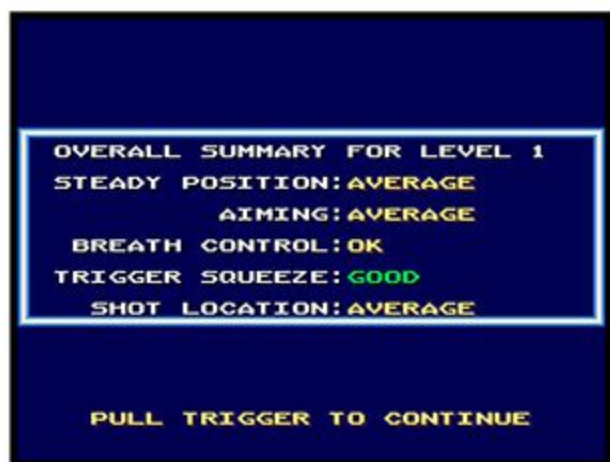 OVERALL SUMMARY FOR LEVEL 1
STEADY POSITION:AVERAGE
AIMING:AVERAGE
BREATH CONTROL:OK
TRIGGER SQUEEZE:GOOD
SHOT LOCATION:AVERAGE
PULL TRIGGER TO CONTINUE